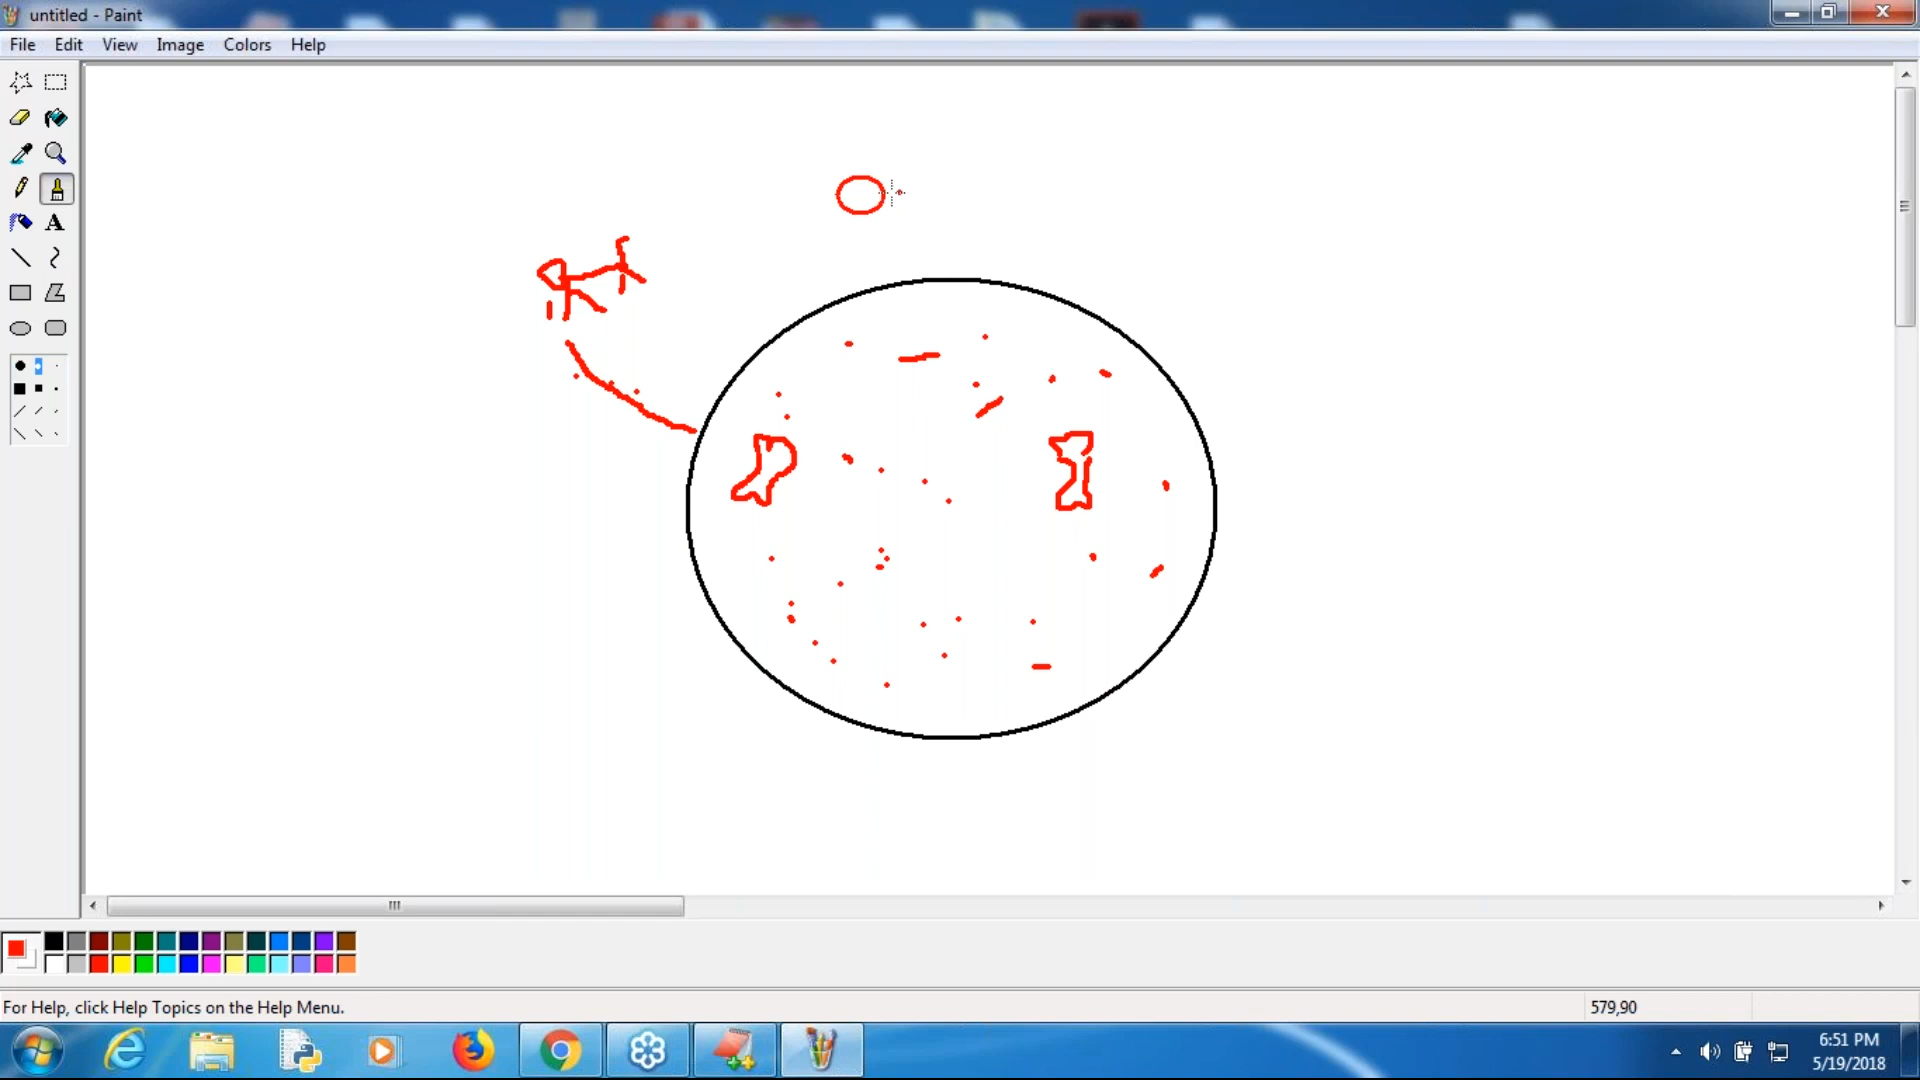 untitled - Paint
File Edit View Image Colors Help
A
For Help, click Help Topics on the Help Menu.
579,90
6:51 PM
5/19/2018